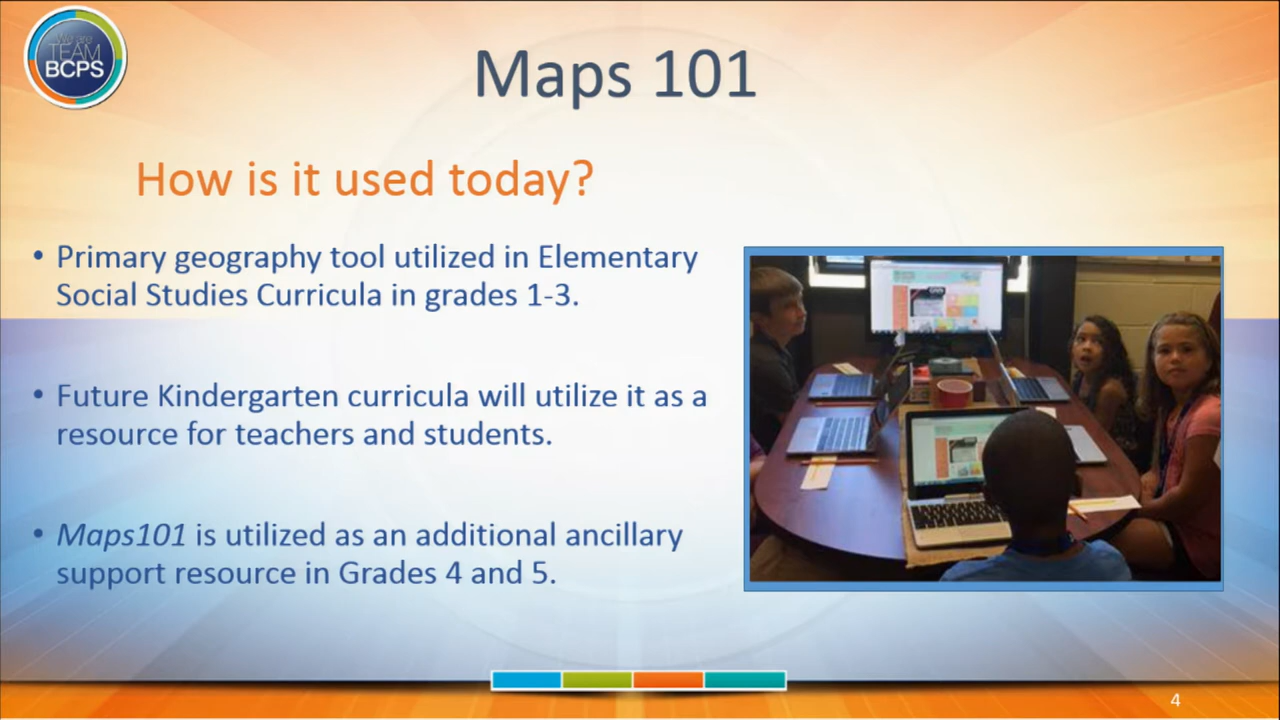 We are
TEAM
BCPS
Maps 101
How is it used today?
• Primary geography tool utilized in Elementary
Social Studies Curricula in grades 1-3.
• Future Kindergarten curricula will utilize it as a
resource for teachers and students.
• Maps101 is utilized as an additional ancillary
support resource in Grades 4 and 5.
4